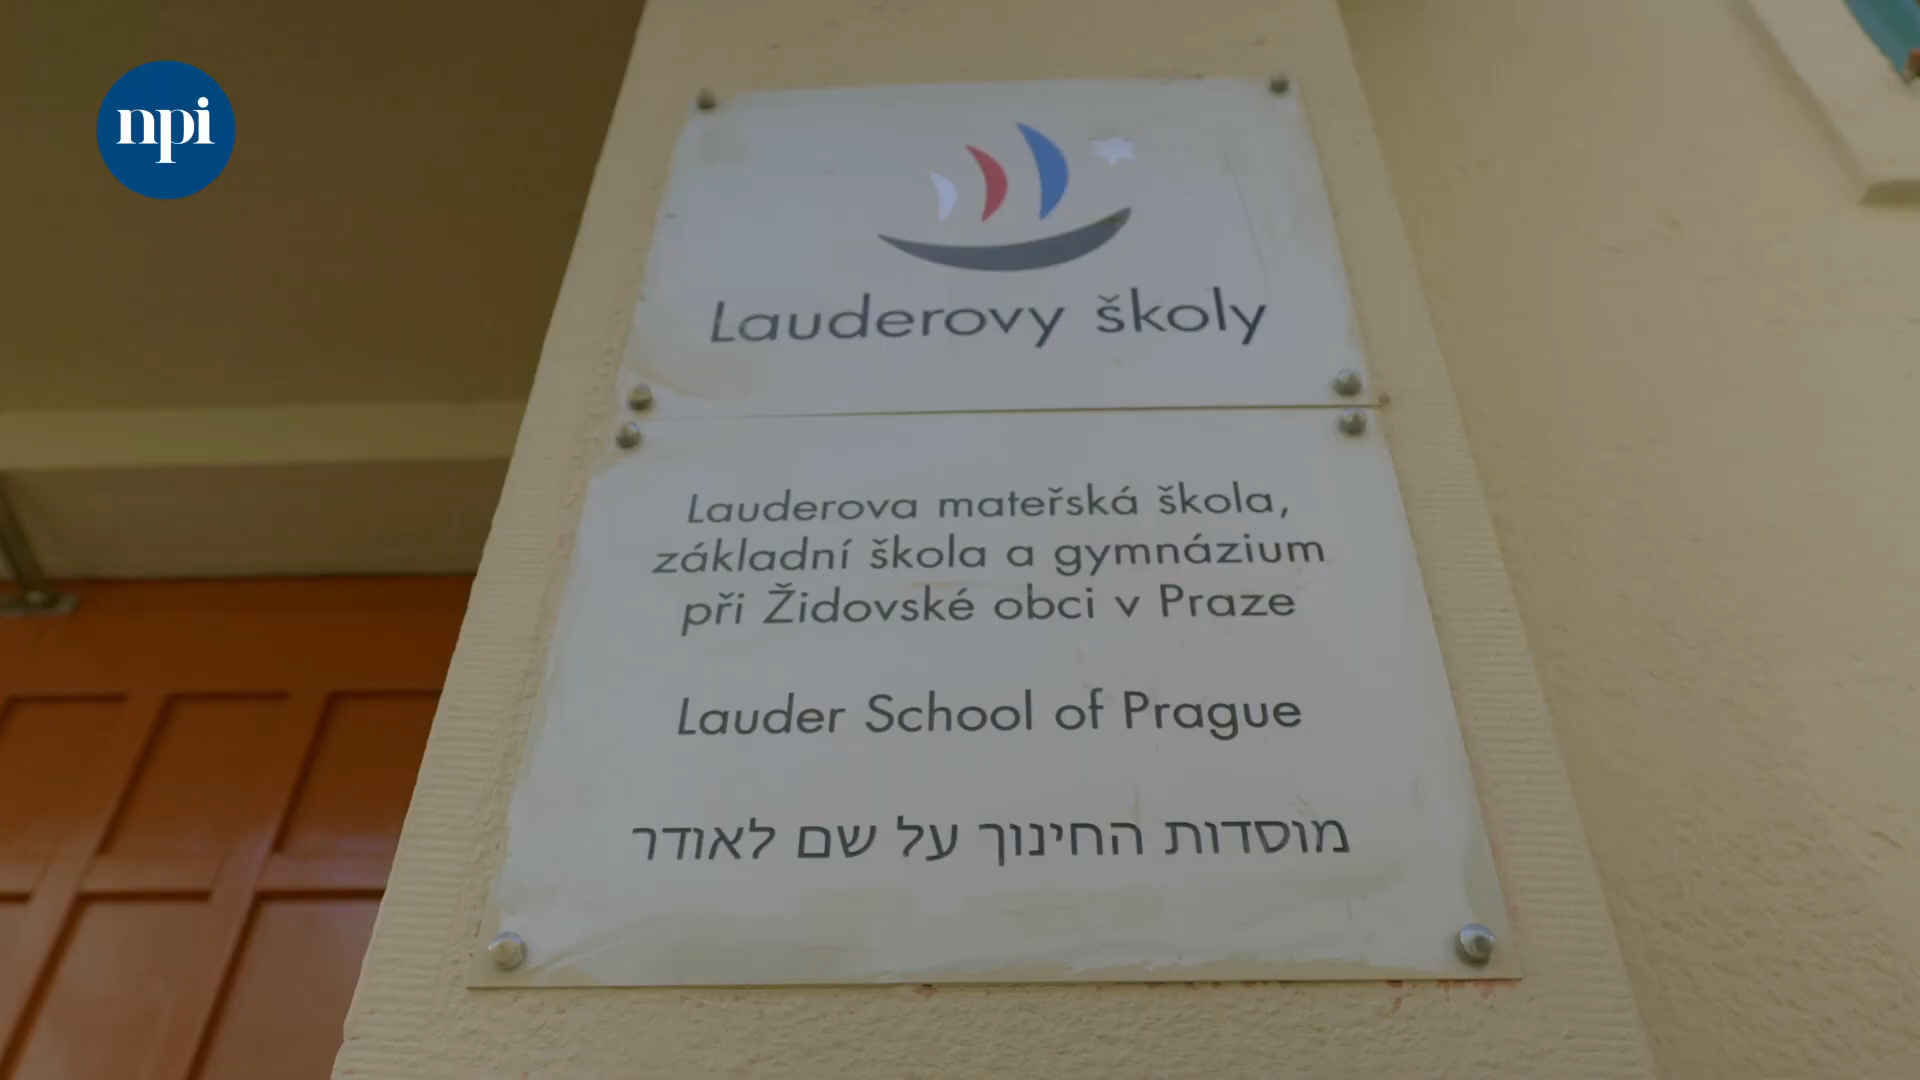 npi
Lauderovy školy
Lauderova mateřská škola,
základní škola a gymnázium
při Židovské obci v Praze
Lauder School of Prague
מוסדות החינוך על שם לאודר